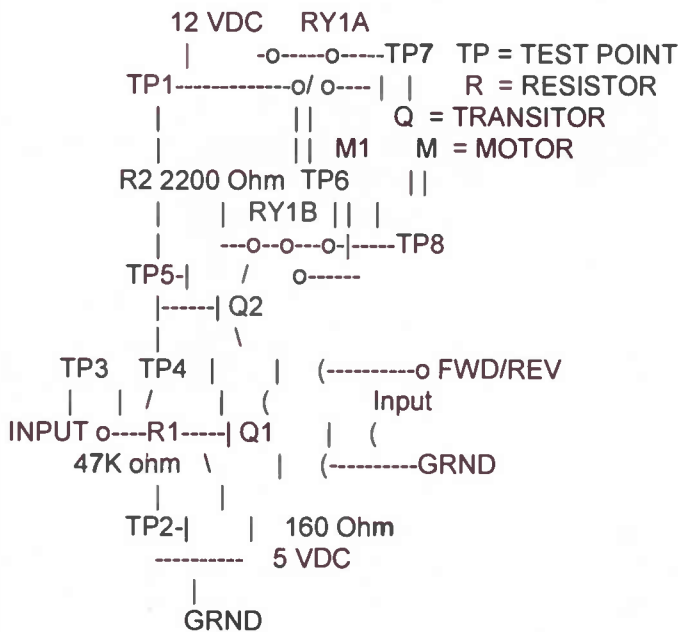 12 VDC RY1A
| -o-----o-----TP7 TP = TEST POINT
TP1-------------o/ o----| | R = RESISTOR
| || Q = TRANSITOR
| || M1 M = MOTOR
R2 2200 Ohm TP6 ||
| | RY1B || |
| ---o--o---o-|-----TP8
TP5-| / o------
|------| Q2
| \
TP3 TP4 | | (----------o FWD/REV
| | / | ( Input
INPUT o----R1-----| Q1 | (
47K ohm \ | (----------GRND
| |
TP2-| | 160 Ohm
---------- 5 VDC
|
GRND